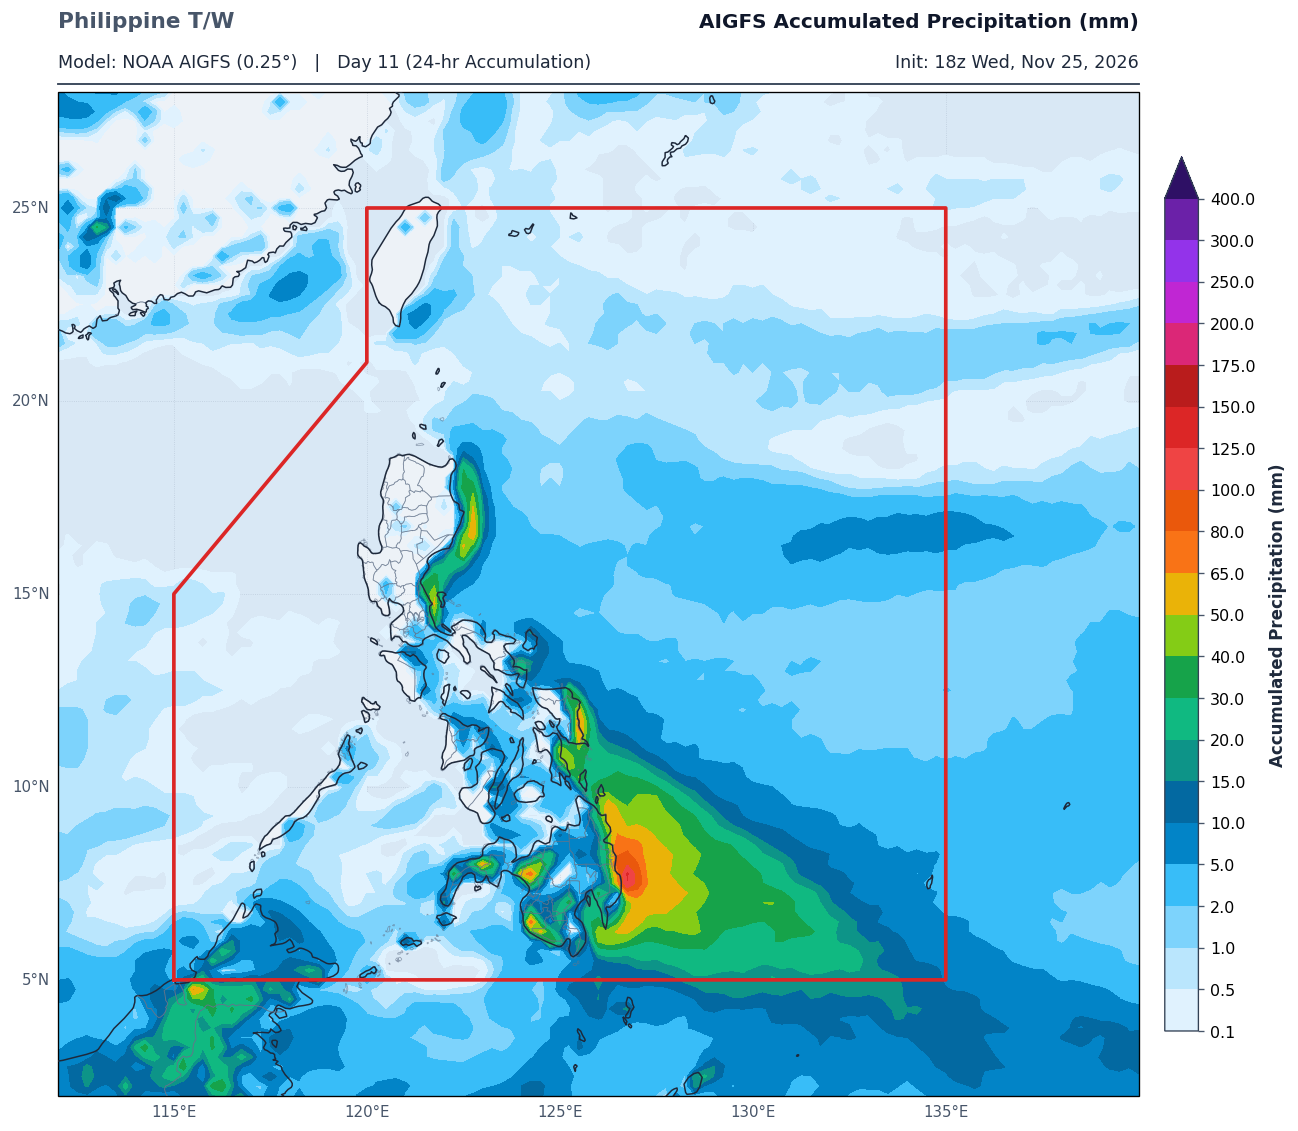 Philippine T/W
AIGFS Accumulated Precipitation (mm)
Model: NOAA AIGFS (0.25°) | Day 11 (24-hr Accumulation)
Init: 18z Wed, Nov 25, 2026
25°N
20°N
15°N
10°N
5°N
115°E
120°E
125°E
130°E
135°E
400.0
300.0
250.0
200.0
175.0
150.0
125.0
100.0
80.0
65.0
50.0
40.0
30.0
20.0
15.0
10.0
5.0
2.0
1.0
0.5
0.1
Accumulated Precipitation (mm)